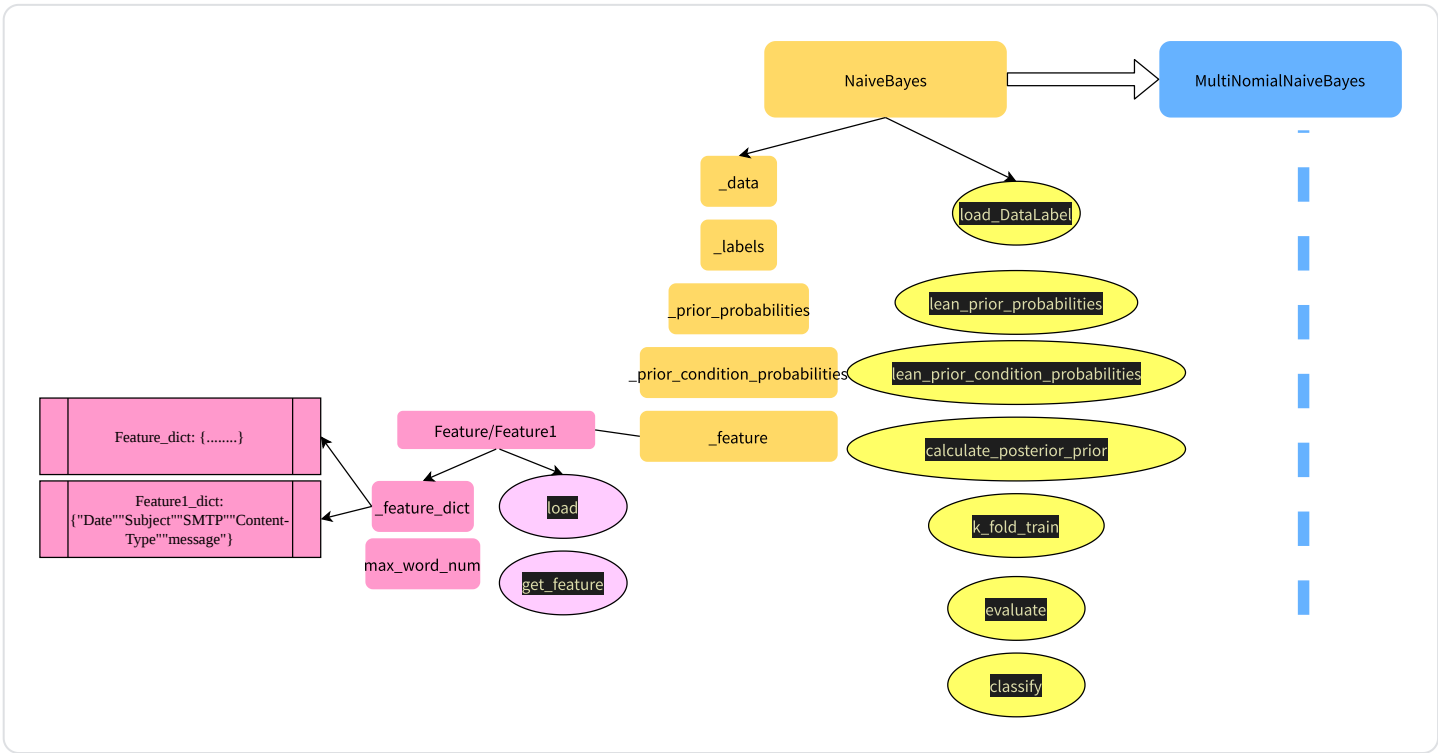 NaiveBayes
MultiNomialNaiveBayes
_data
load_DataLabel
_labels
_prior_probabilities
lean_prior_probabilities
_prior_condition_probabilities
lean_prior_condition_probabilities
Feature/Feature1
_feature
calculate_posterior_prior
Feature_dict: {........}
Feature1_dict:
{"Date""Subject""SMTP""Content-
Type""message"}
_feature_dict
load
k_fold_train
max_word_num
get_feature
evaluate
classify